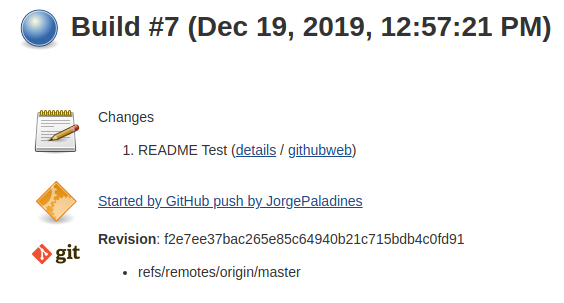 Build #7 (Dec 19, 2019, 12:57:21 PM)
Changes
1. README Test (details / githubweb)
Started by GitHub push by JorgePaladines
git Revision: f2e7ee37bac265e85c64940b21c715bdb4c0fd91
• refs/remotes/origin/master